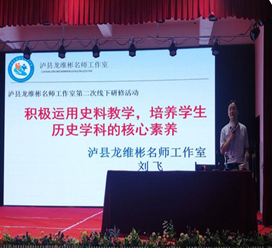 泸县龙维彬名师工作室
泸县龙维彬名师工作室第二次线下研修活动
积极运用史料教学，培养学生
历史学科的核心素养
泸县龙维彬名师工作室
刘 飞